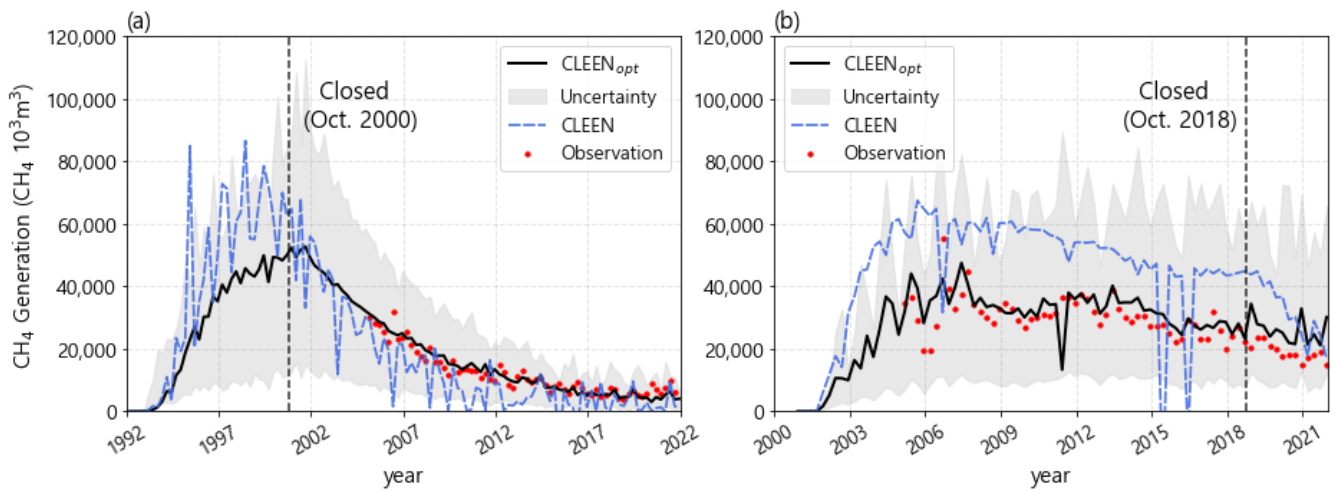 (a)
CH₄ Generation (CH₄ 10³m³)
120,000
100,000
80,000
60,000
40,000
20,000
0
CLEENₒₚₜ
Uncertainty
CLEEN
Observation
Closed
(Oct. 2000)
1992
1997
2002
2007
2012
2017
2022
year
(b)
120,000
100,000
80,000
60,000
40,000
20,000
0
CLEENₒₚₜ
Uncertainty
CLEEN
Observation
Closed
(Oct. 2018)
2000
2003
2006
2009
2012
2015
2018
2021
year